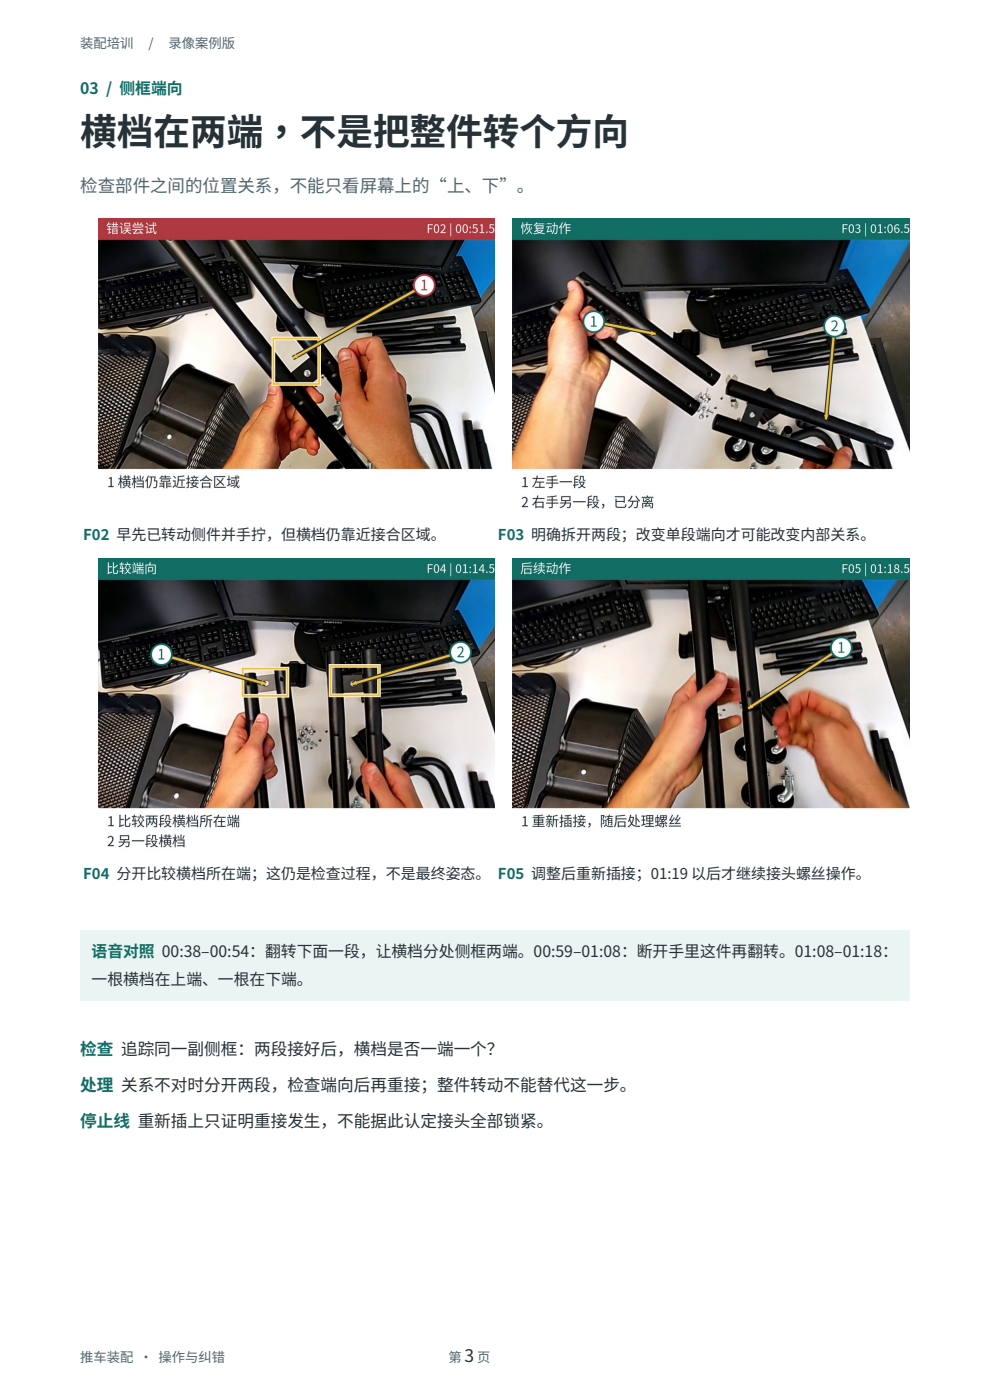 装配培训 / 录像案例版
03 / 侧框端向
横档在两端，不是把整件转个方向
检查部件之间的位置关系，不能只看屏幕上的“上、下”。
错误尝试 F02 | 00:51.5
恢复动作 F03 | 01:06.5
1
1
2
1 横档仍靠近接合区域
1 左手一段
2 右手另一段，已分离
F02 早先已转动侧件并手拧，但横档仍靠近接合区域。
F03 明确拆开两段；改变单段端向才可能改变内部关系。
比较端向 F04 | 01:14.5
后续动作 F05 | 01:18.5
1
2
1
1 比较两段横档所在端
2 另一段横档
1 重新插接，随后处理螺丝
F04 分开比较横档所在端；这仍是检查过程，不是最终姿态。
F05 调整后重新插接；01:19 以后才继续接头螺丝操作。
语音对照 00:38–00:54：翻转下面一段，让横档分处侧框两端。00:59–01:08：断开手里这件再翻转。01:08–01:18：
一根横档在上端、一根在下端。
检查 追踪同一副侧框：两段接好后，横档是否一端一个？
处理 关系不对时分开两段，检查端向后再重接；整件转动不能替代这一步。
停止线 重新插上只证明重接发生，不能据此认定接头全部锁紧。
推车装配 · 操作与纠错
第 3 页